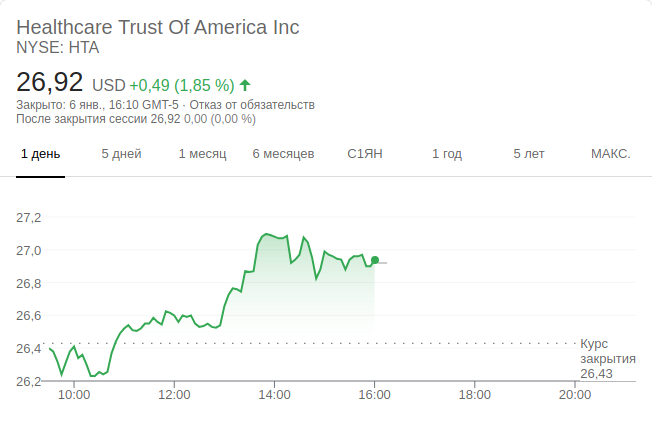 Healthcare Trust Of America Inc
NYSE: HTA
26,92 USD +0,49 (1,85 %)
Закрыто: 6 янв., 16:10 GMT-5 · Отказ от обязательств
После закрытия сессии 26,92 0,00 (0,00 %)
1 день 5 дней 1 месяц 6 месяцев С1ЯН 1 год 5 лет МАКС.
27,2
27,0
26,8
26,6
26,4
Курс
закрытия
26,43
26,2
10:00 12:00 14:00 16:00 18:00 20:00